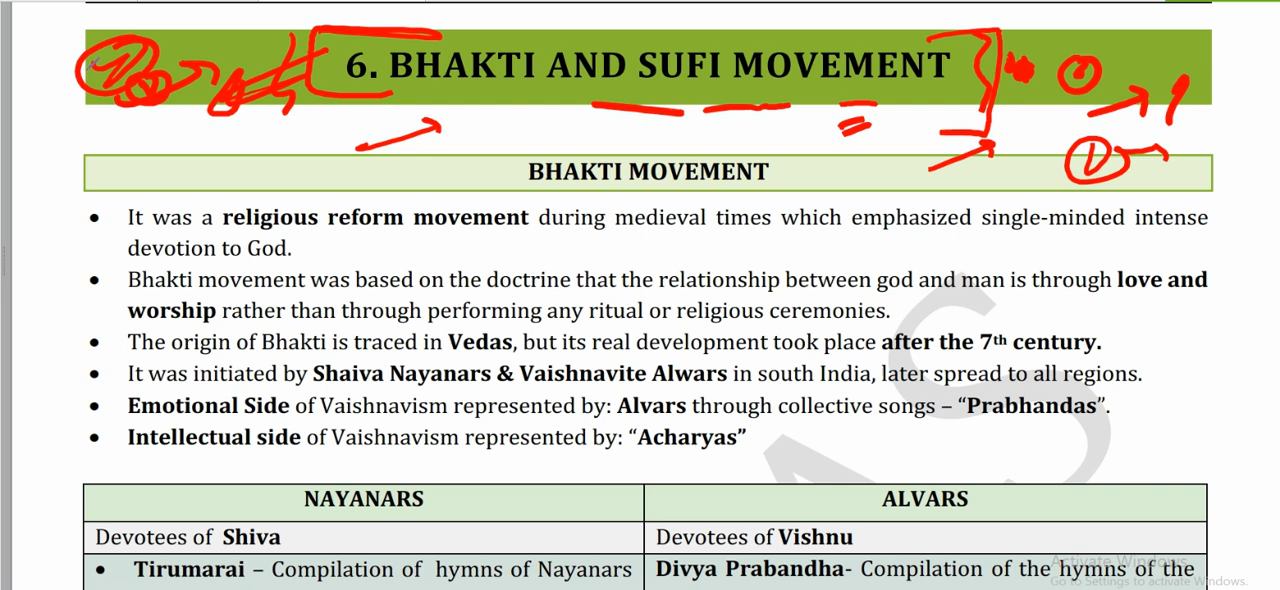 6. BHAKTI AND SUFI MOVEMENT
BHAKTI MOVEMENT
• It was a religious reform movement during medieval times which emphasized single-minded intense
devotion to God.
• Bhakti movement was based on the doctrine that the relationship between god and man is through love and
worship rather than through performing any ritual or religious ceremonies.
• The origin of Bhakti is traced in Vedas, but its real development took place after the 7th century.
• It was initiated by Shaiva Nayanars & Vaishnavite Alwars in south India, later spread to all regions.
• Emotional Side of Vaishnavism represented by: Alvars through collective songs – “Prabhandas”.
• Intellectual side of Vaishnavism represented by: “Acharyas”
NAYANARS ALVARS
Devotees of Shiva Devotees of Vishnu
• Tirumarai – Compilation of hymns of Nayanars Divya Prabandha- Compilation of the hymns of the
Activate Windows
Go to Settings to activate Windows.